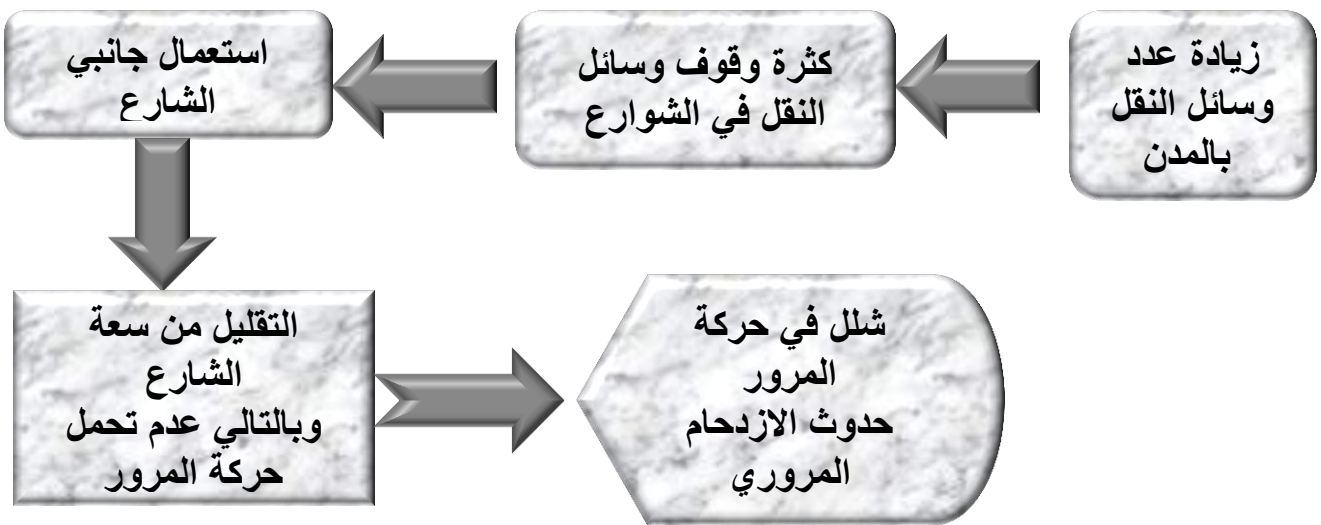 زيادة عدد
وسائل النقل
بالمدن
كثرة وقوف وسائل
النقل في الشوارع
استعمال جانبي
الشارع
التقليل من سعة
الشارع
وبالتالي عدم تحمل
حركة المرور
شلل في حركة
المرور
حدوث الازدحام
المروري